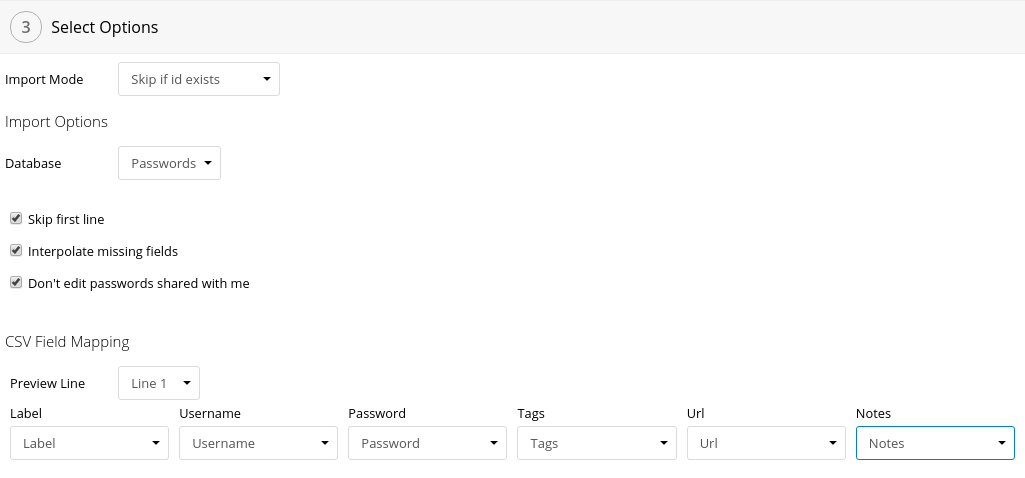 3 Select Options
Import Mode Skip if id exists
Import Options
Database Passwords
Skip first line
Interpolate missing fields
Don't edit passwords shared with me
CSV Field Mapping
Preview Line Line 1
Label Username Password Tags Url Notes
Label Username Password Tags Url Notes